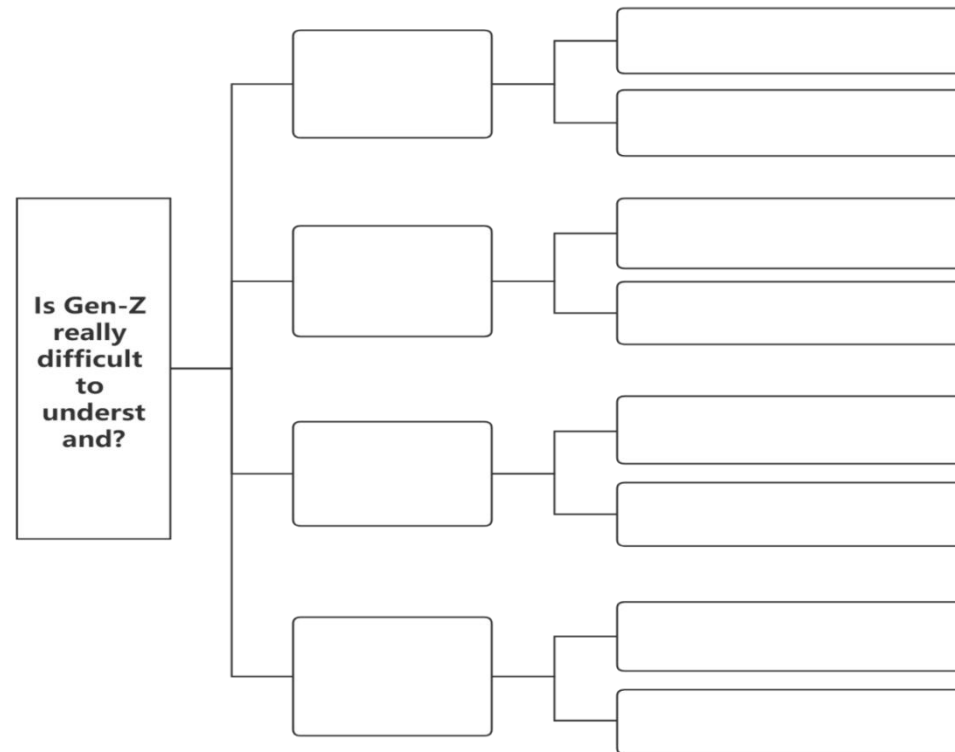 Is Gen-Z
really
difficult
to
underst
and?